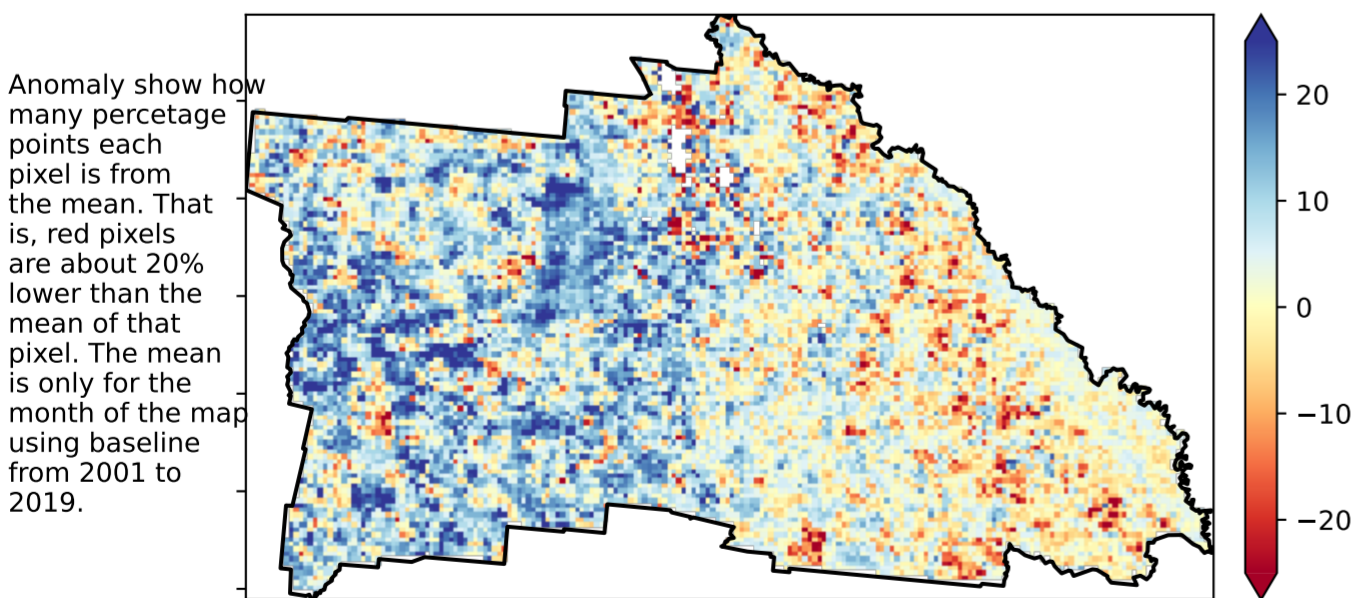 Anomaly show how
many percetage
points each
pixel is from
the mean. That
is, red pixels
are about 20%
lower than the
mean of that
pixel. The mean
is only for the
month of the map
using baseline
from 2001 to
2019.
20
10
0
−10
−20